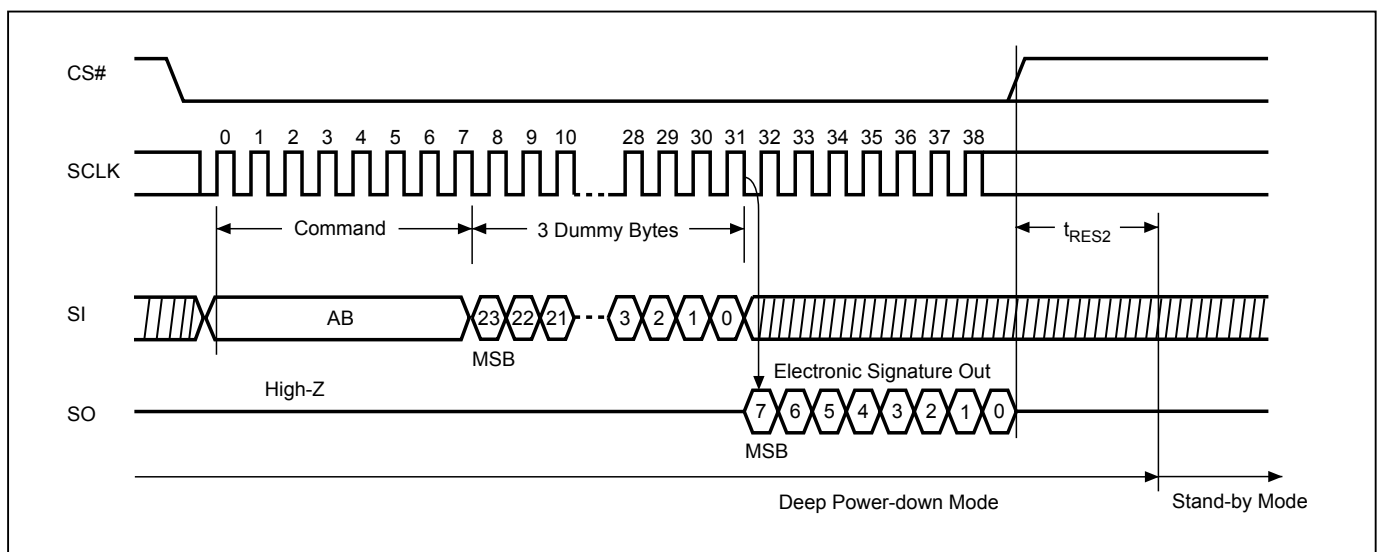 CS#
0 1 2 3 4 5 6 7 8 9 10 28 29 30 31 32 33 34 35 36 37 38
SCLK
Command 3 Dummy Bytes tRES2
SI AB 23 22 21 3 2 1 0
MSB
High-Z Electronic Signature Out
SO 7 6 5 4 3 2 1 0
MSB
Deep Power-down Mode Stand-by Mode